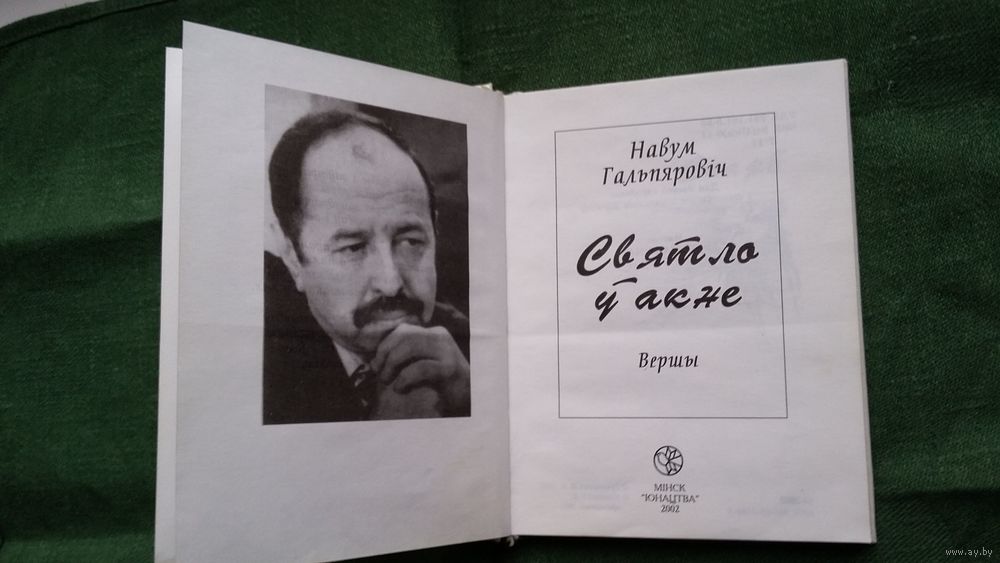 Навум
Гальпяровіч
Святло
ў акне
Вершы
МІНСК
"ЮНАЦТВА"
2002
www.ay.by